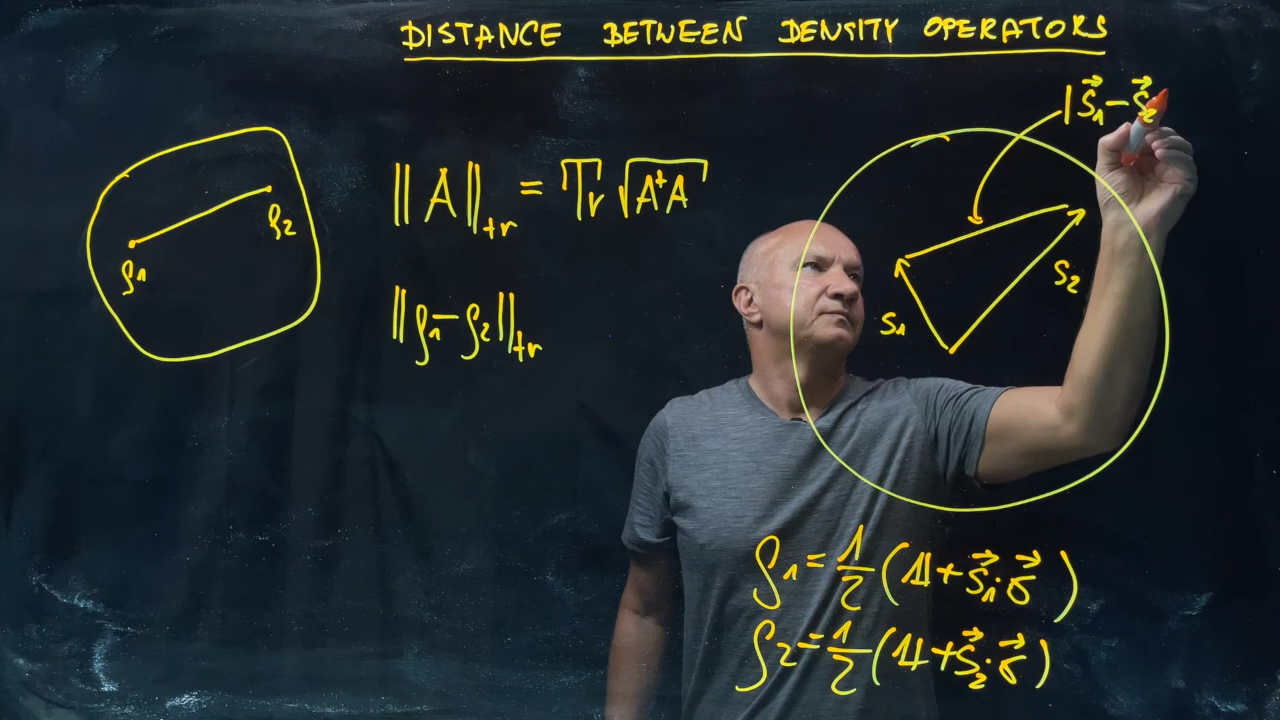 DISTANCE BETWEEN DENSITY OPERATORS
ρ1
ρ2
||A||tr = Tr √A†A
||ρ1-ρ2||tr
|s⃗1-s⃗2
s1
s2
ρ1 = 1/2 (𝟙 + s⃗1·σ⃗)
ρ2 = 1/2 (𝟙 + s⃗2·σ⃗)